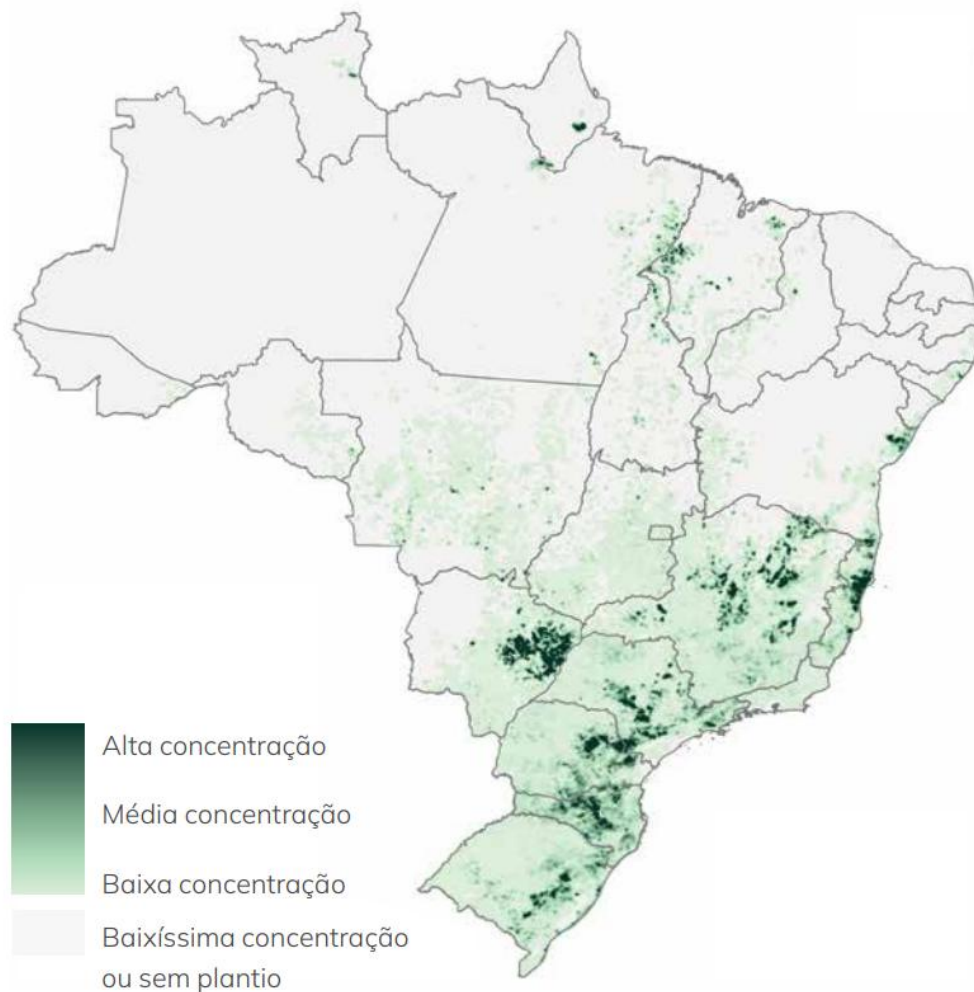 Alta concentração
Média concentração
Baixa concentração
Baixíssima concentração
ou sem plantio